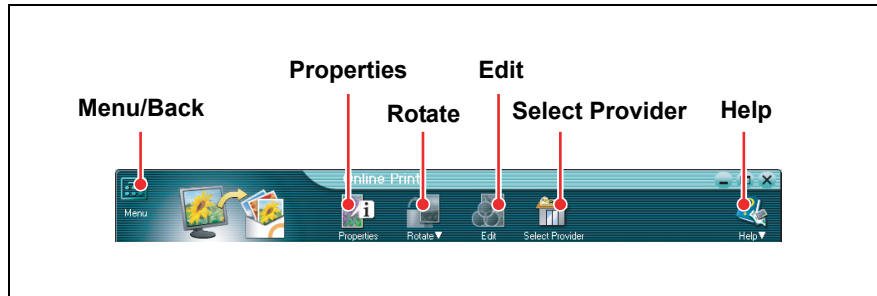 Properties Edit
Menu/Back Rotate Select Provider Help
Online Print
Menu
Properties Rotate▼ Edit Select Provider Help▼